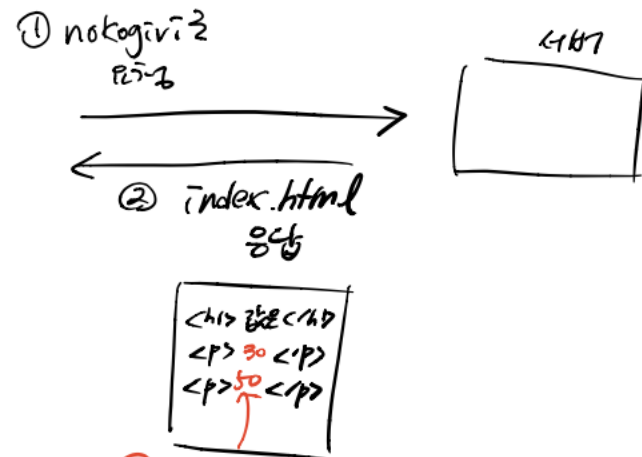 ① nokogiri로
요청
서버
② index.html
응답
<h1> 값은 </h1>
<p> 30 </p>
<p> 50 </p>